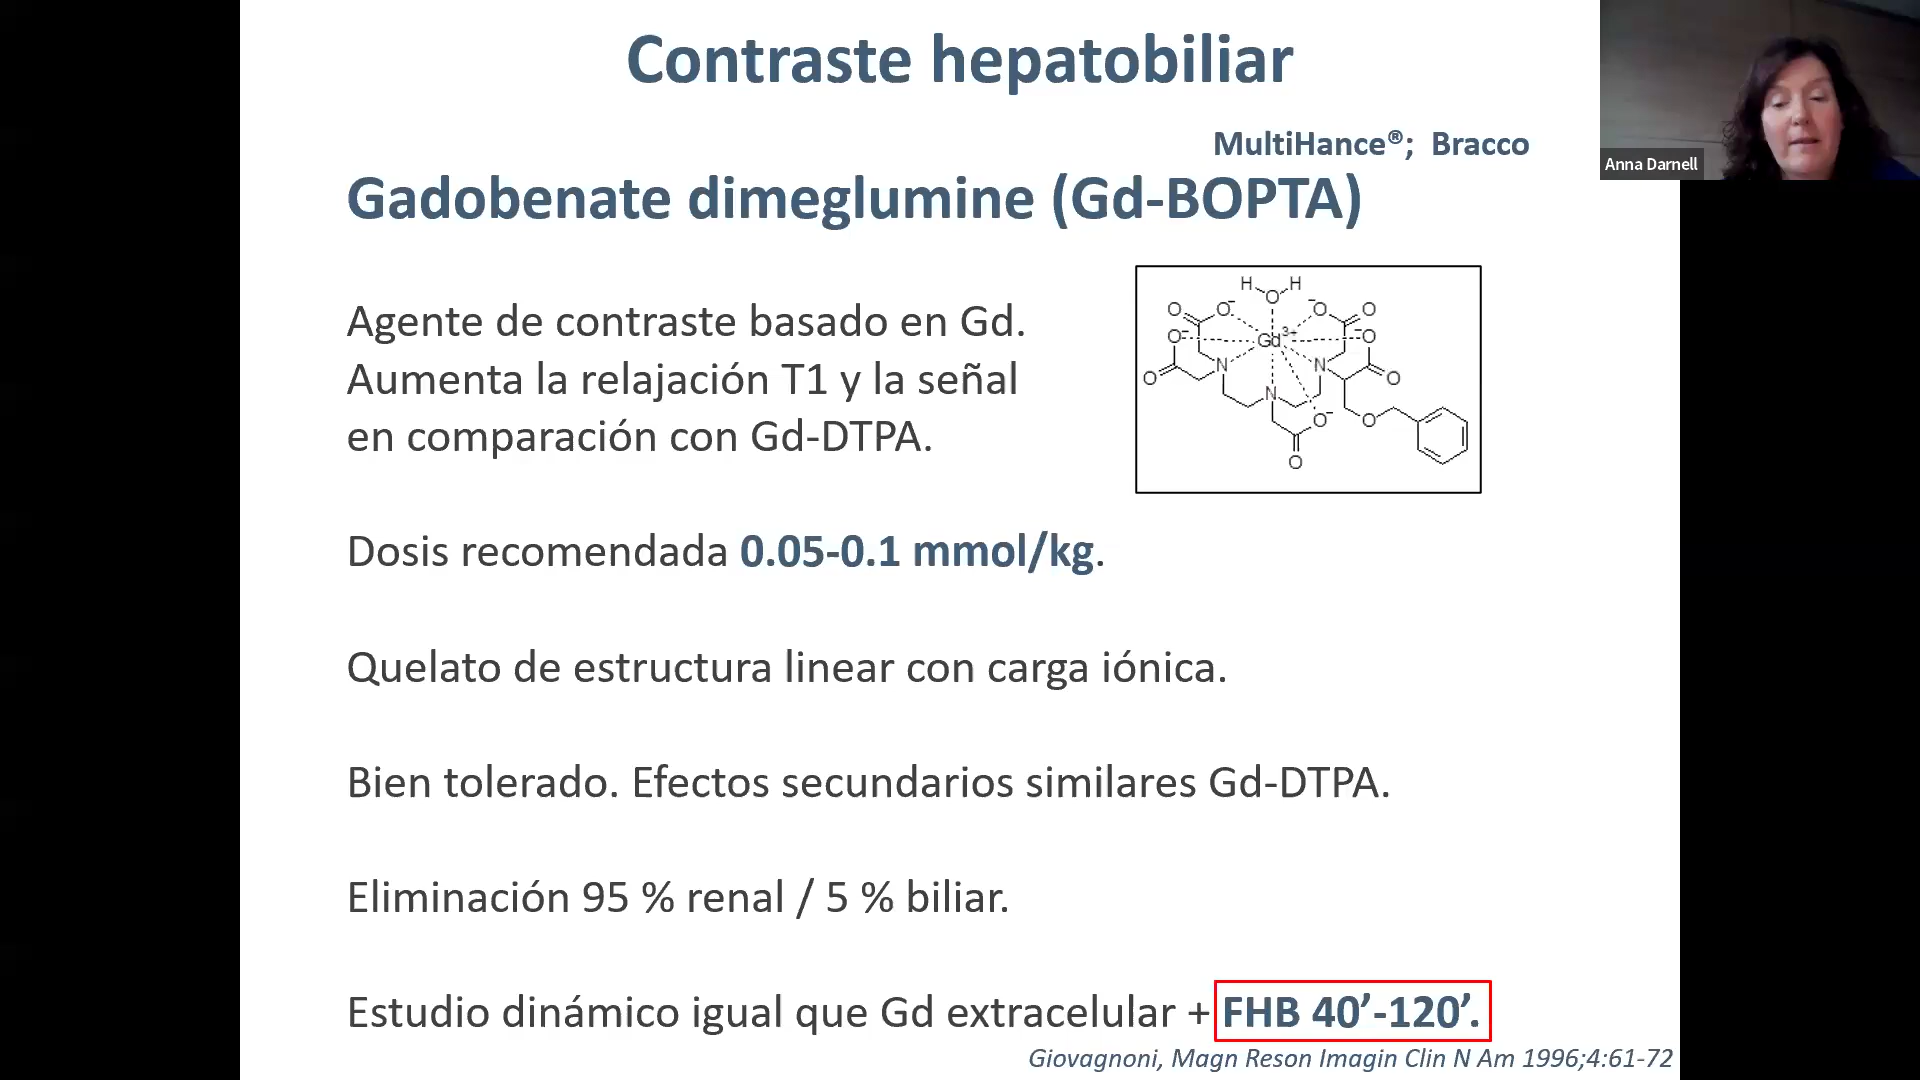 Contraste hepatobiliar
MultiHance®; Bracco
Anna Darnell
Gadobenate dimeglumine (Gd-BOPTA)
Agente de contraste basado en Gd.
Aumenta la relajación T1 y la señal
en comparación con Gd-DTPA.
H H
O
O O⁻ ⁻O O
O⁻ Gd³⁺ ⁻O
N N
O O
N
O⁻ O
O
Dosis recomendada 0.05-0.1 mmol/kg.
Quelato de estructura linear con carga iónica.
Bien tolerado. Efectos secundarios similares Gd-DTPA.
Eliminación 95 % renal / 5 % biliar.
Estudio dinámico igual que Gd extracelular + FHB 40’-120’.
Giovagnoni, Magn Reson Imagin Clin N Am 1996;4:61-72